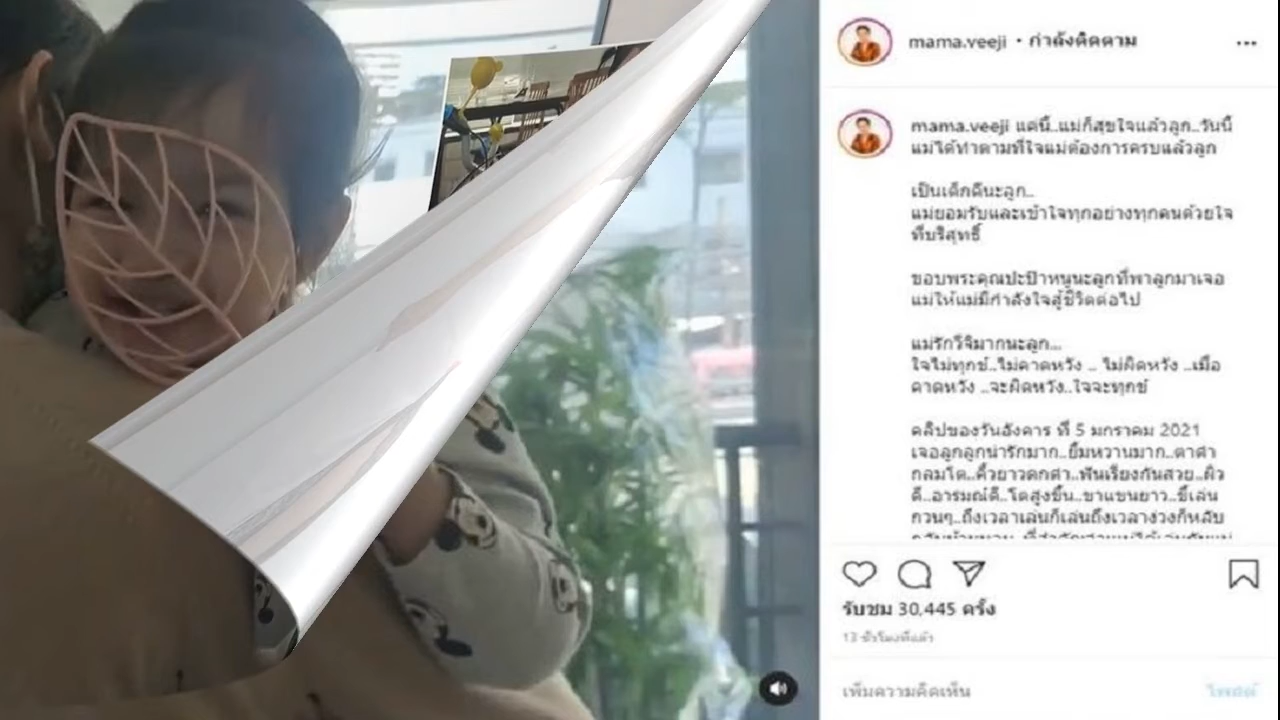 mama.veeji • กำลังติดตาม
mama.veeji แค่นี้..แม่ก็สุขใจแล้วลูก..วันนี้
แม่ได้ทำตามที่ใจแม่ต้องการครบแล้วลูก
เป็นเด็กดีนะลูก..
แม่ยอมรับและเข้าใจทุกอย่างทุกคนด้วยใจ
ที่บริสุทธิ์
ขอบพระคุณปะป๊าหนูนะลูกที่พาลูกมาเจอ
แม่ให้แม่มีกำลังใจสู้ชีวิตต่อไป
แม่รักวีจิมากนะลูก...
ใจไม่ทุกข์..ไม่คาดหวัง .. ไม่ผิดหวัง ..เมื่อ
คาดหวัง ..จะผิดหวัง..ใจจะทุกข์
คลิปของวันอังคาร ที่ 5 มกราคม 2021
เจอลูกลูกน่ารักมาก..ยิ้มหวานมาก..ตาดำ
กลมโต..คิ้วยาวดกดำ..ฟันเรียงกันสวย..ผิว
ดี..อารมณ์ดี..โตสูงขึ้น..ขาแขนยาว..ขี้เล่น
กวนๆ..ถึงเวลาเล่นก็เล่นถึงเวลาง่วงก็หลับ
รับชม 30,445 ครั้ง
13 ชั่วโมงที่แล้ว
เพิ่มความคิดเห็น
โพสต์